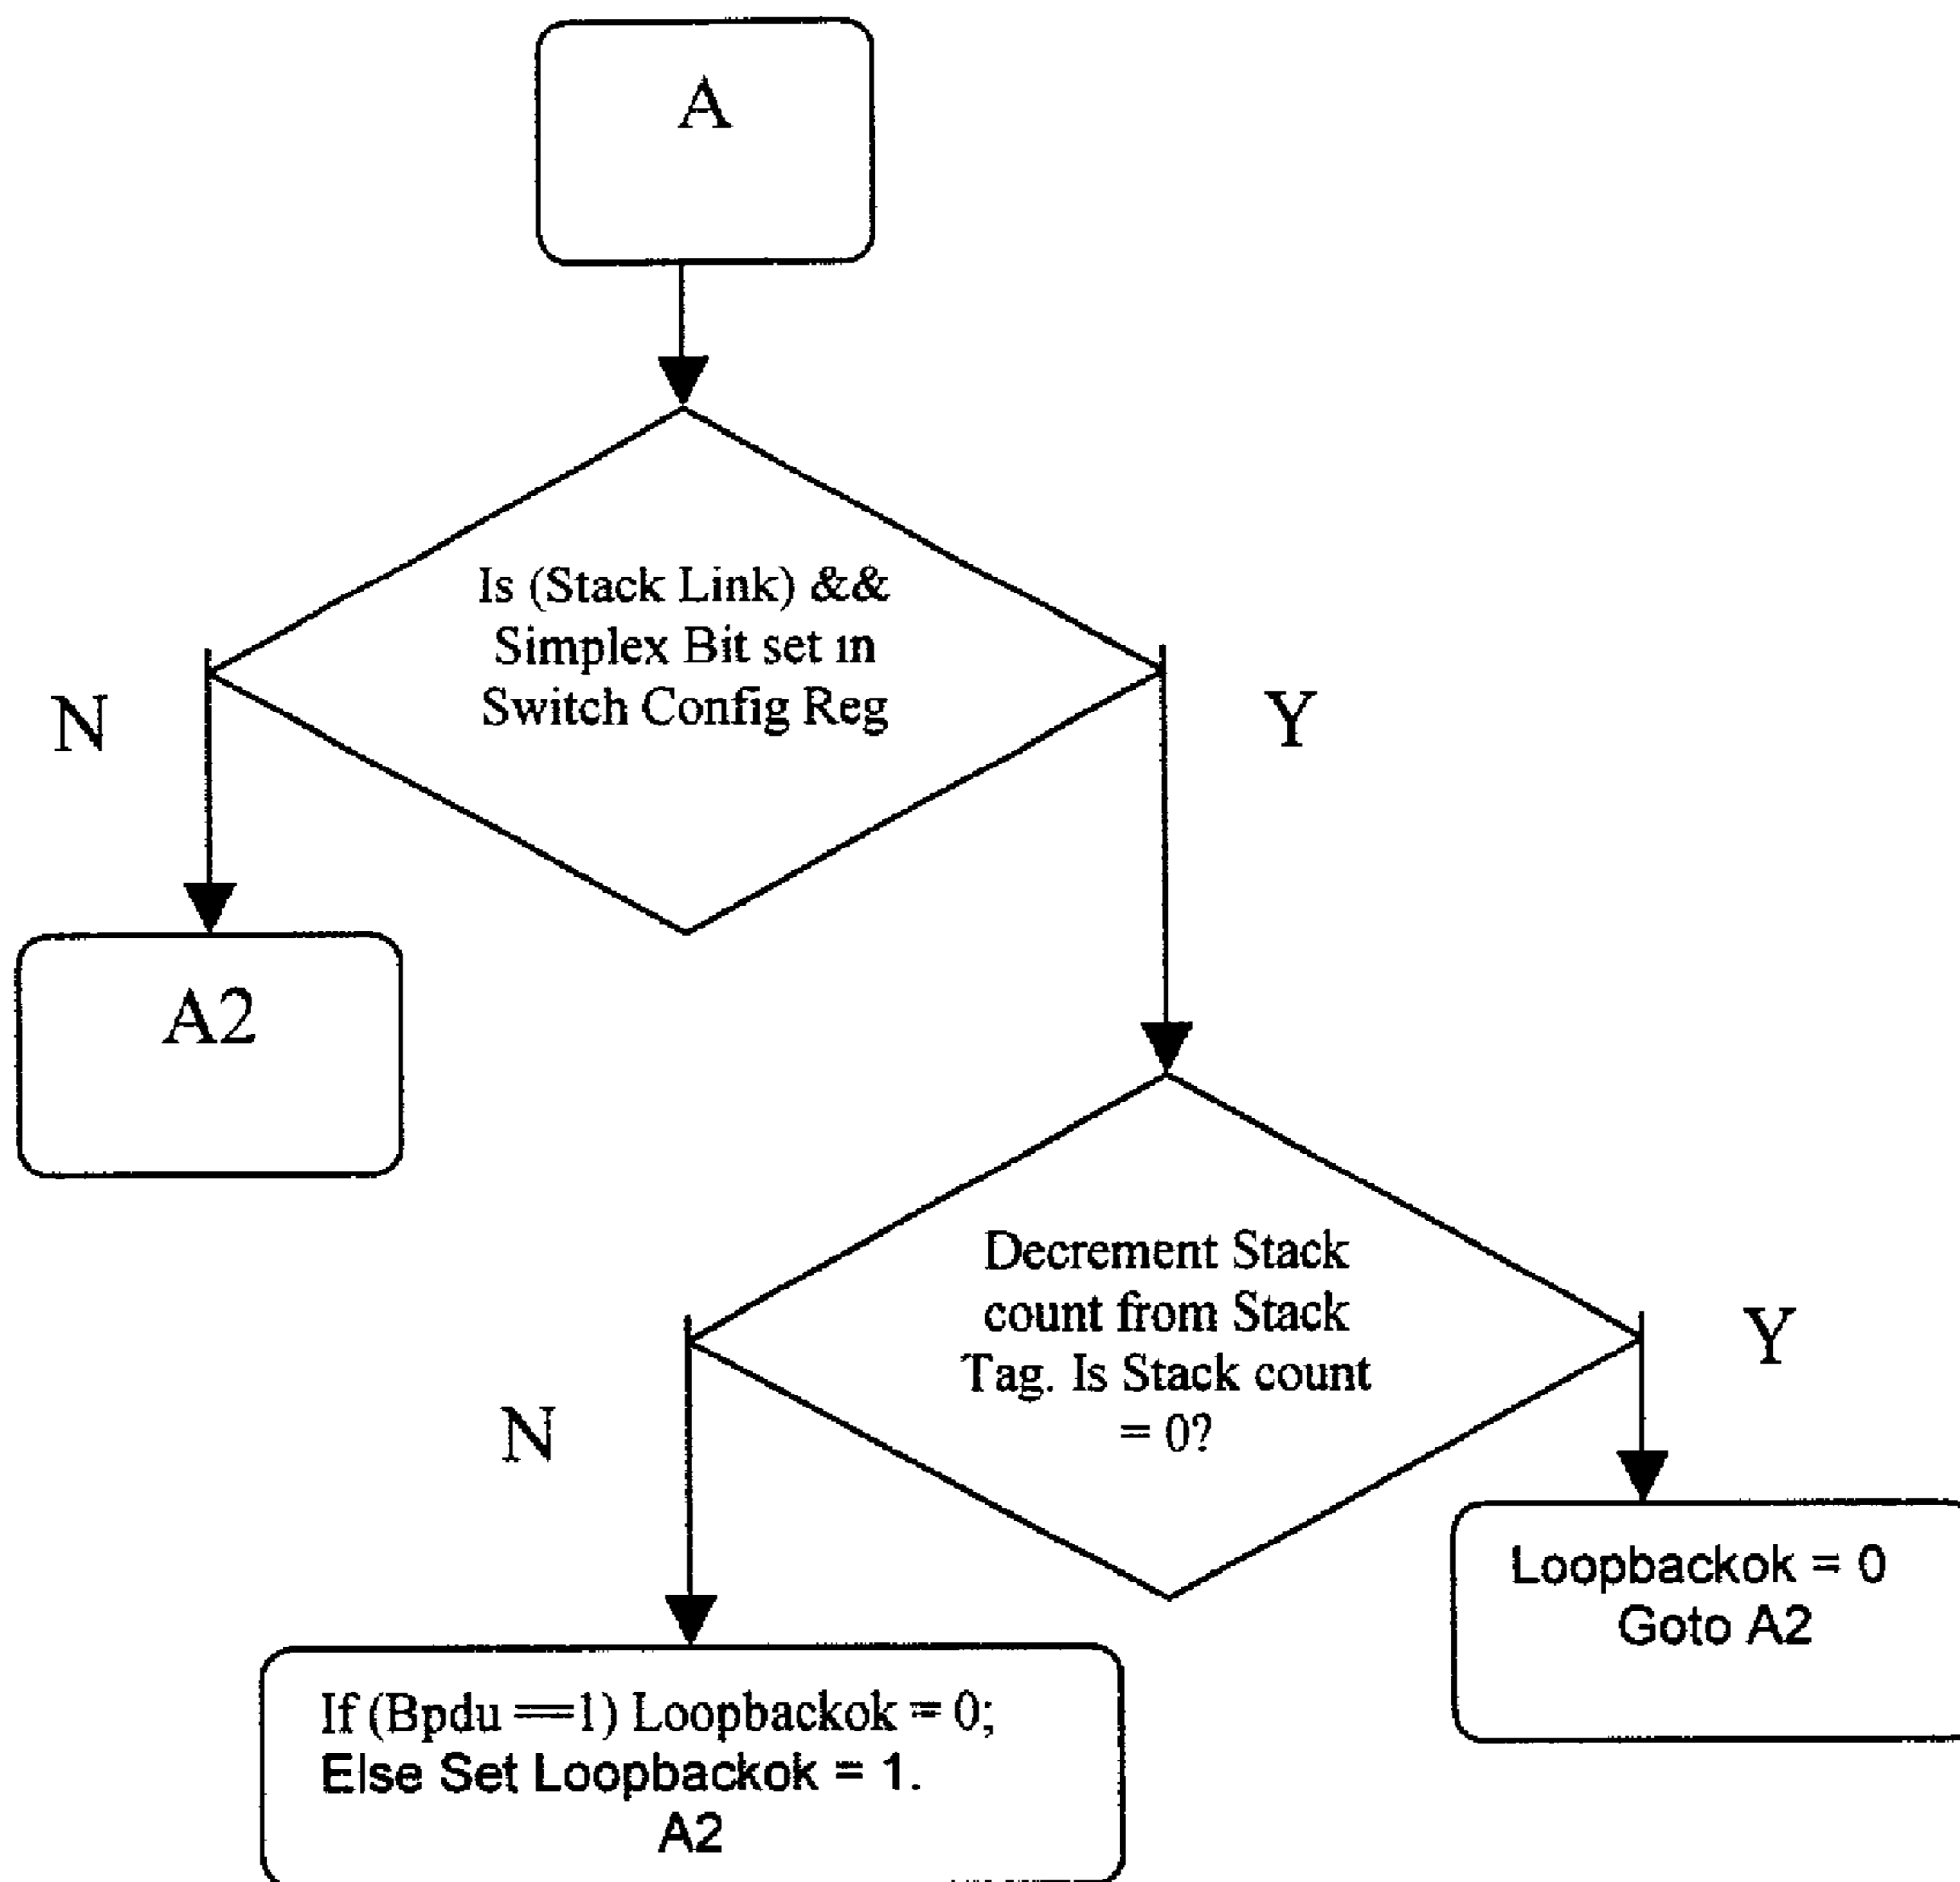 A
Is (Stack Link) &&
Simplex Bit set in
Switch Config Reg
N
Y
A2
Decrement Stack
count from Stack
Tag. Is Stack count
= 0?
N
Y
Loopbackok = 0
Goto A2
If (Bpdu ==1) Loopbackok = 0;
Else Set Loopbackok = 1.
A2